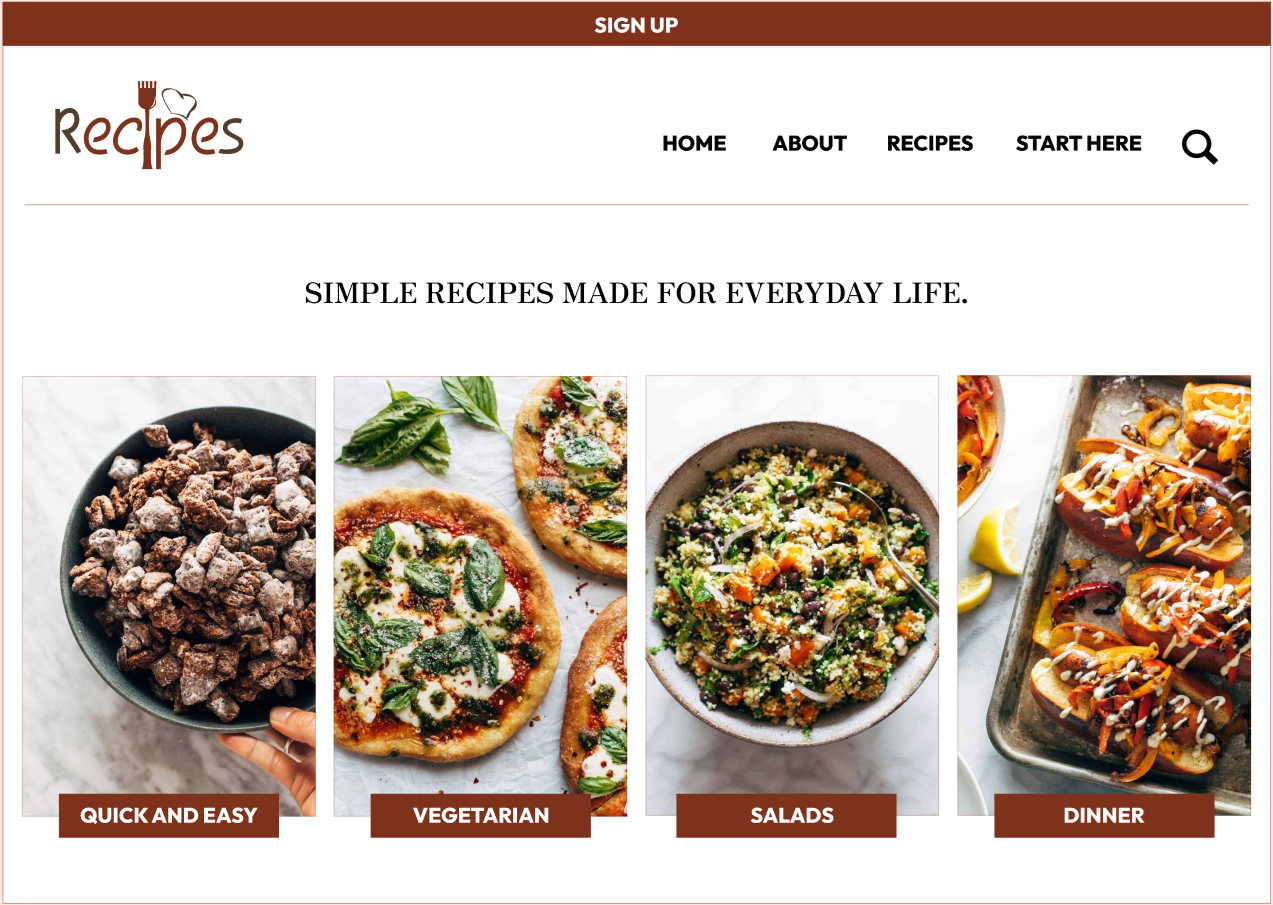 SIGN UP
Recipes
HOME ABOUT RECIPES START HERE
SIMPLE RECIPES MADE FOR EVERYDAY LIFE.
QUICK AND EASY VEGETARIAN SALADS DINNER